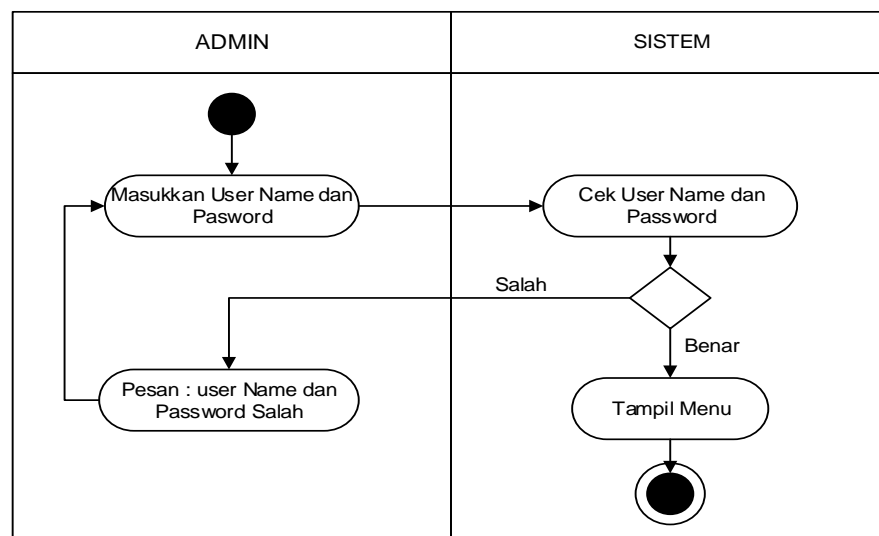 ADMIN
SISTEM
Masukkan User Name dan
Pasword
Cek User Name dan
Password
Salah
Benar
Pesan : user Name dan
Password Salah
Tampil Menu